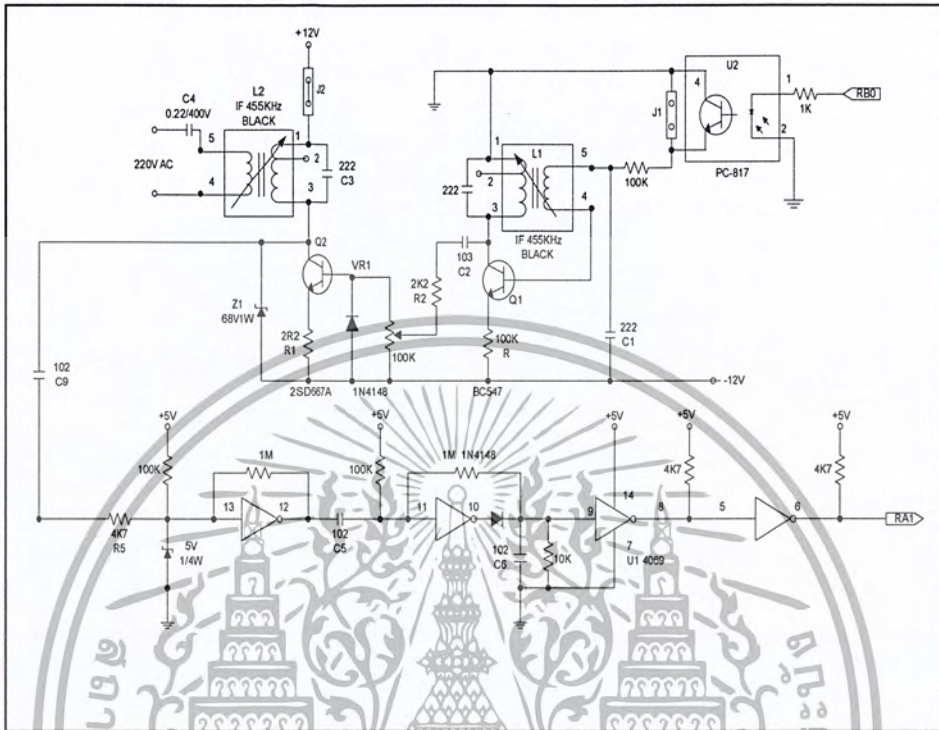 +12V
J2
C4
0.22/400V
L2
IF 455KHz
BLACK
5
4
1
2
3
220V AC
222
C3
Q2
VR1
Z1
68V1W
2R2
R1
100K
2SD667A
1N4148
102
C9
4
U2
1
2
1K
RB0
J1
PC-817
L1
1
2
3
5
4
222
100K
IF 455KHz
BLACK
103
C2
2K2
R2
Q1
100K
R
BC547
222
C1
-12V
+5V
100K
1M
13
12
4K7
R5
5V
1/4W
102
C5
+5V
100K
1M 1N4148
11
10
102
C6
10K
+5V
14
9
8
7
U1 4069
+5V
4K7
5
6
+5V
4K7
RA1